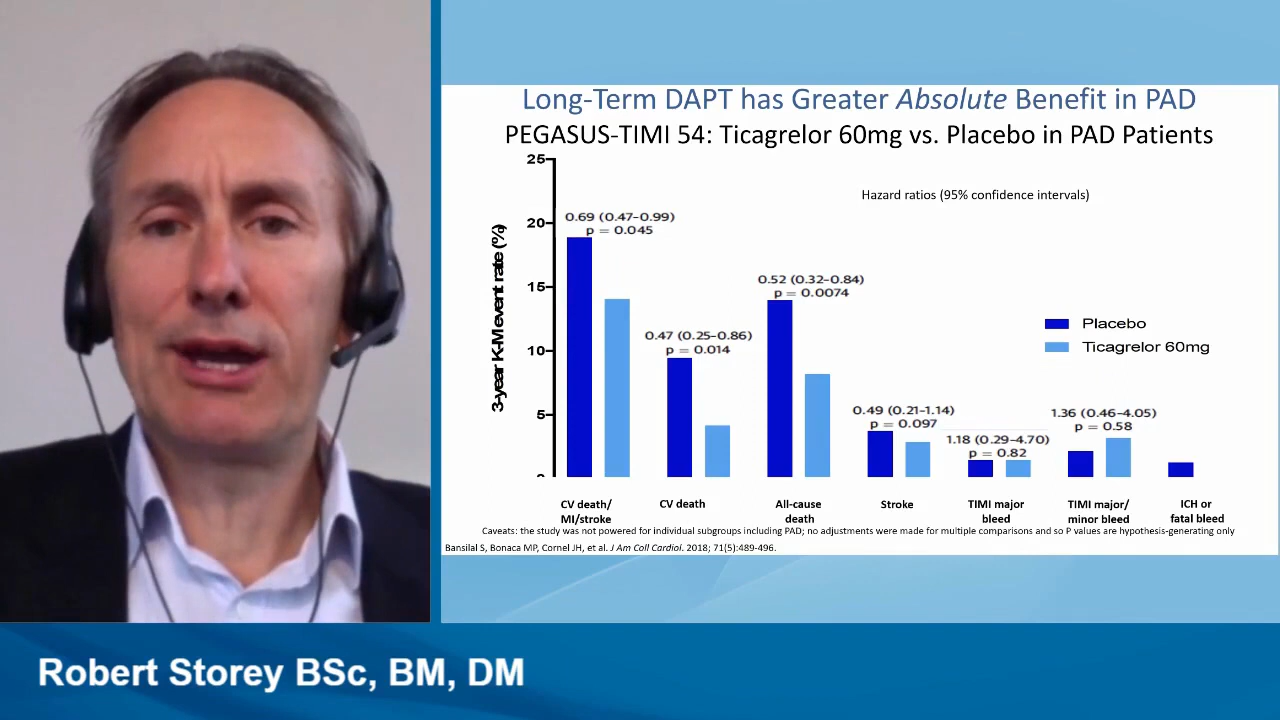 Long-Term DAPT has Greater Absolute Benefit in PAD
PEGASUS-TIMI 54: Ticagrelor 60mg vs. Placebo in PAD Patients
Hazard ratios (95% confidence intervals)
3-year K-M event rate (%)
25
20
15
10
5
0.69 (0.47–0.99)
p = 0.045
0.47 (0.25–0.86)
p = 0.014
0.52 (0.32–0.84)
p = 0.0074
0.49 (0.21–1.14)
p = 0.097
1.18 (0.29–4.70)
p = 0.82
1.36 (0.46–4.05)
p = 0.58
Placebo
Ticagrelor 60mg
CV death/
MI/stroke
CV death
All-cause
death
Stroke
TIMI major
bleed
TIMI major/
minor bleed
ICH or
fatal bleed
Caveats: the study was not powered for individual subgroups including PAD; no adjustments were made for multiple comparisons and so P values are hypothesis-generating only
Bansilal S, Bonaca MP, Cornel JH, et al. J Am Coll Cardiol. 2018; 71(5):489-496.
Robert Storey BSc, BM, DM